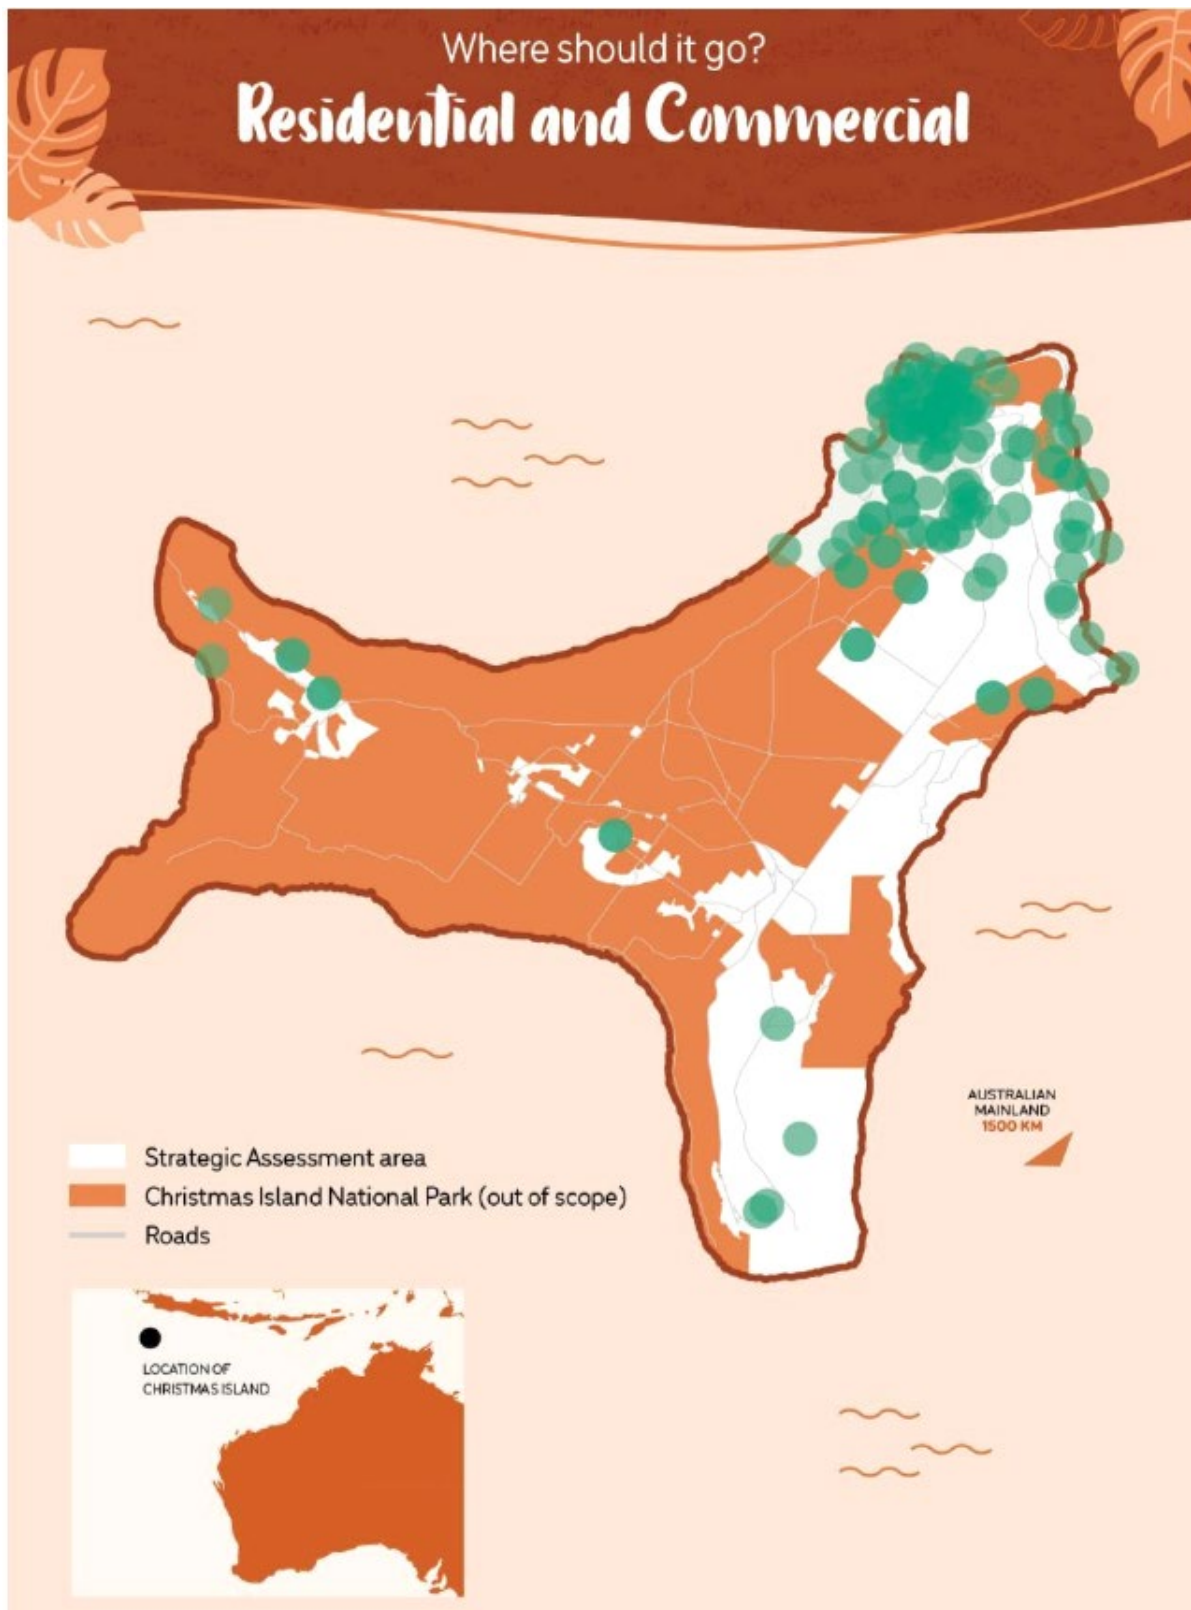 Where should it go?
Residential and Commercial
AUSTRALIAN
MAINLAND
1500 KM
Strategic Assessment area
Christmas Island National Park (out of scope)
Roads
LOCATION OF
CHRISTMAS ISLAND